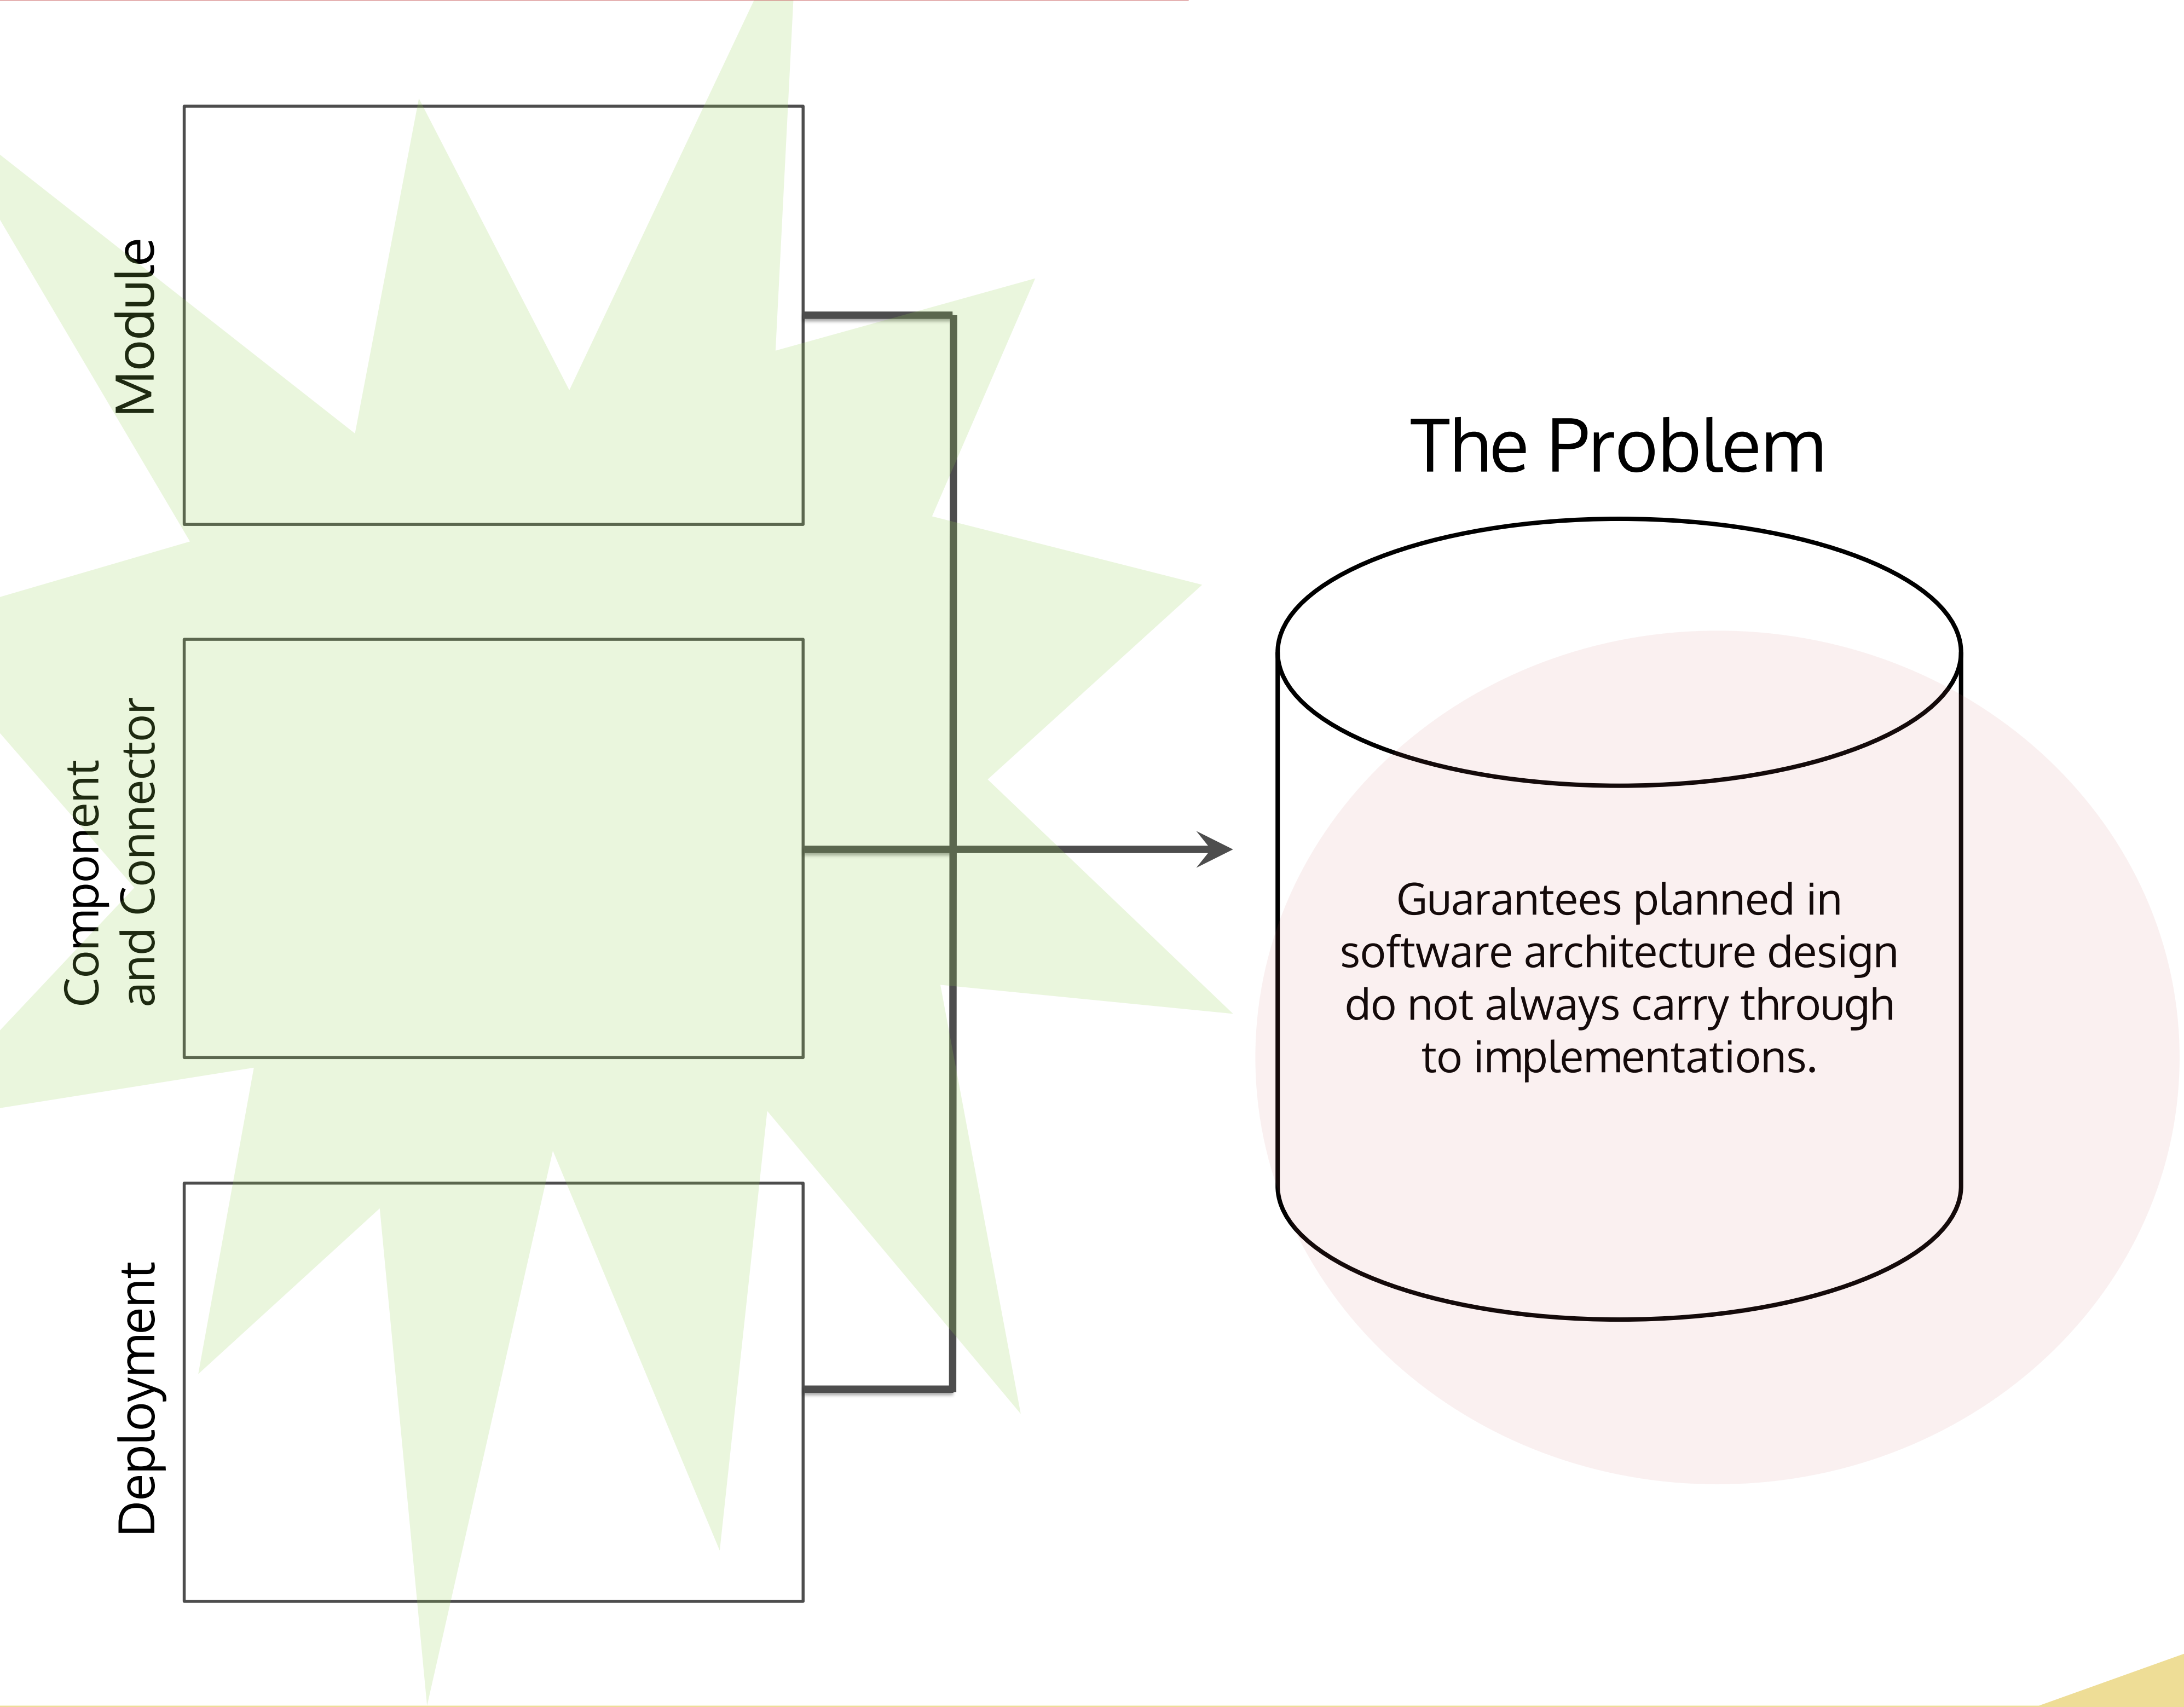 Module
Component
and Connector
Deployment
The Problem
Guarantees planned in
software architecture design
do not always carry through
to implementations.